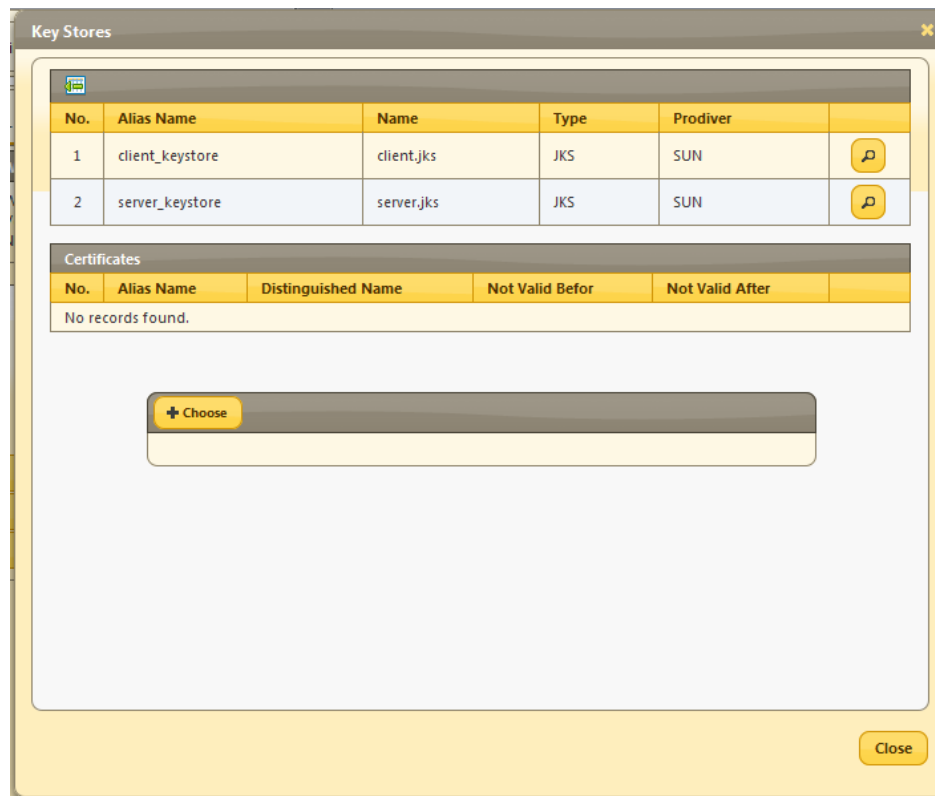 Key Stores
No. Alias Name Name Type Prodiver
1 client_keystore client.jks JKS SUN
2 server_keystore server.jks JKS SUN
Certificates
No. Alias Name Distinguished Name Not Valid Befor Not Valid After
No records found.
Choose
Close